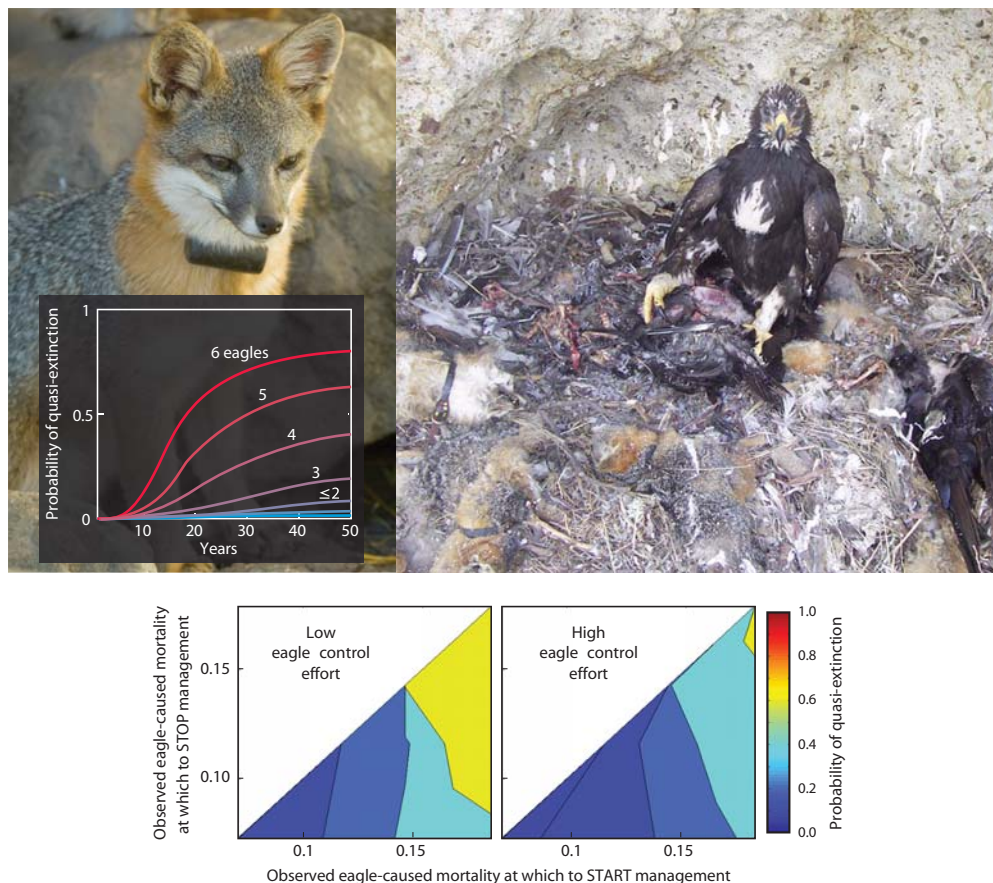 1
0.5
0
Probability of quasi-extinction
6 eagles
5
4
3
≤2
10
20
30
40
50
Years
Observed eagle-caused mortality
at which to STOP management
0.15
0.10
Low
eagle control
effort
High
eagle control
effort
0.1
0.15
0.1
0.15
Observed eagle-caused mortality at which to START management
1.0
0.8
0.6
0.4
0.2
0.0
Probability of quasi-extinction